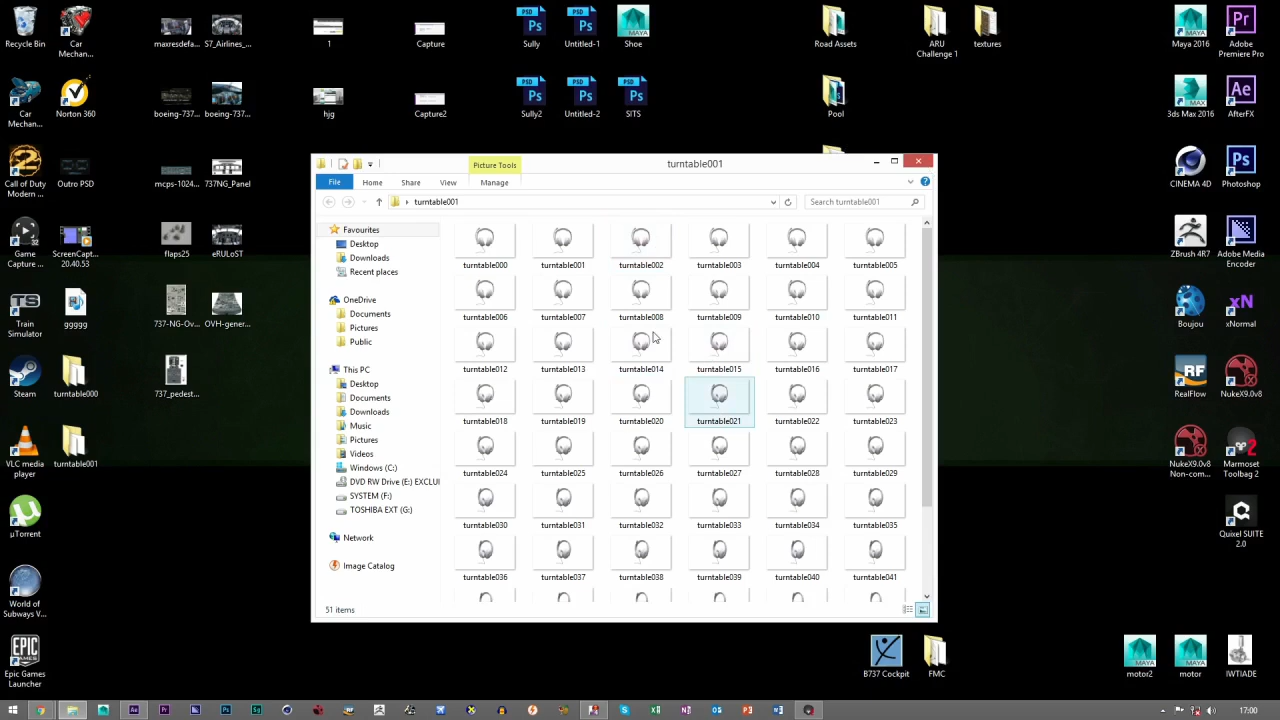 Recycle Bin
Car
Mechan...
maxresdefa...
S7_Airlines_...
1
Capture
Sully
Untitled-1
Shoe
Road Assets
ARU
Challenge 1
textures
Maya 2016
Adobe
Premiere Pro
Car
Mechan...
Norton 360
boeing-737...
boeing-737...
hjg
Capture2
Sully2
Untitled-2
SITS
Pool
3ds Max 2016
AfterFX
Call of Duty
Modern ...
Outro PSD
mcps-1024...
737NG_Panel
CINEMA 4D
Photoshop
Game
Capture ...
ScreenCapt...
20.40.53
flaps25
eRULoST
ZBrush 4R7
Adobe Media
Encoder
Train
Simulator
ggggg
737-NG-Ov...
OVH-gener...
Boujou
xNormal
Steam
turntable000
737_pedest...
RealFlow
NukeX9.0v8
VLC media
player
turntable001
NukeX9.0v8
Non-com...
Marmoset
Toolbag 2
µTorrent
Quixel SUITE
2.0
World of
Subways V...
Epic Games
Launcher
B737 Cockpit
FMC
motor2
motor
IWTIADE
Picture Tools
turntable001
File
Home
Share
View
Manage
turntable001
Search turntable001
Favourites
Desktop
Downloads
Recent places
OneDrive
Documents
Pictures
Public
This PC
Desktop
Documents
Downloads
Music
Pictures
Videos
Windows (C:)
DVD RW Drive (E:) EXCLUI
SYSTEM (F:)
TOSHIBA EXT (G:)
Network
Image Catalog
turntable000
turntable001
turntable002
turntable003
turntable004
turntable005
turntable006
turntable007
turntable008
turntable009
turntable010
turntable011
turntable012
turntable013
turntable014
turntable015
turntable016
turntable017
turntable018
turntable019
turntable020
turntable021
turntable022
turntable023
turntable024
turntable025
turntable026
turntable027
turntable028
turntable029
turntable030
turntable031
turntable032
turntable033
turntable034
turntable035
turntable036
turntable037
turntable038
turntable039
turntable040
turntable041
51 items
17:00